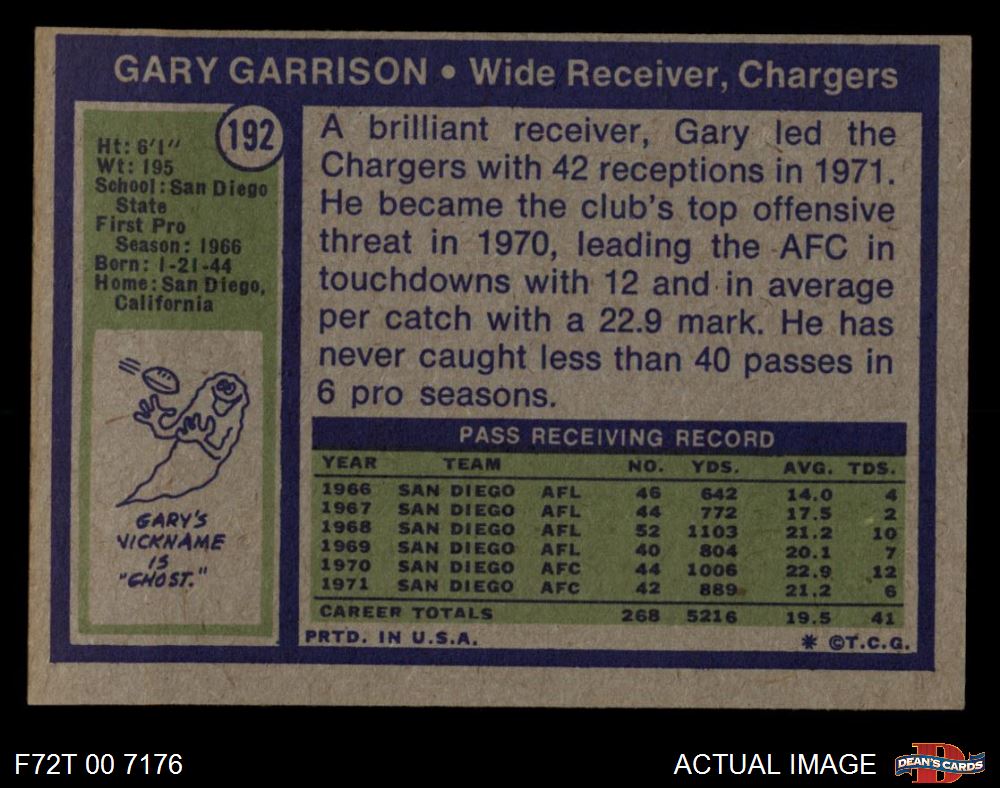 GARY GARRISON • Wide Receiver, Chargers
192
Ht: 6'1"
Wt: 195
School: San Diego
State
First Pro
Season: 1966
Born: 1-21-44
Home: San Diego,
California
GARY'S
NICKNAME
IS
"GHOST."
A brilliant receiver, Gary led the
Chargers with 42 receptions in 1971.
He became the club's top offensive
threat in 1970, leading the AFC in
touchdowns with 12 and in average
per catch with a 22.9 mark. He has
never caught less than 40 passes in
6 pro seasons.
PASS RECEIVING RECORD
YEAR TEAM NO. YDS. AVG. TDS.
1966 SAN DIEGO AFL 46 642 14.0 4
1967 SAN DIEGO AFL 44 772 17.5 2
1968 SAN DIEGO AFL 52 1103 21.2 10
1969 SAN DIEGO AFL 40 804 20.1 7
1970 SAN DIEGO AFC 44 1006 22.9 12
1971 SAN DIEGO AFC 42 889 21.2 6
CAREER TOTALS 268 5216 19.5 41
PRTD. IN U.S.A. * ©T.C.G.
F72T 00 7176
ACTUAL IMAGE
DEAN'S CARDS